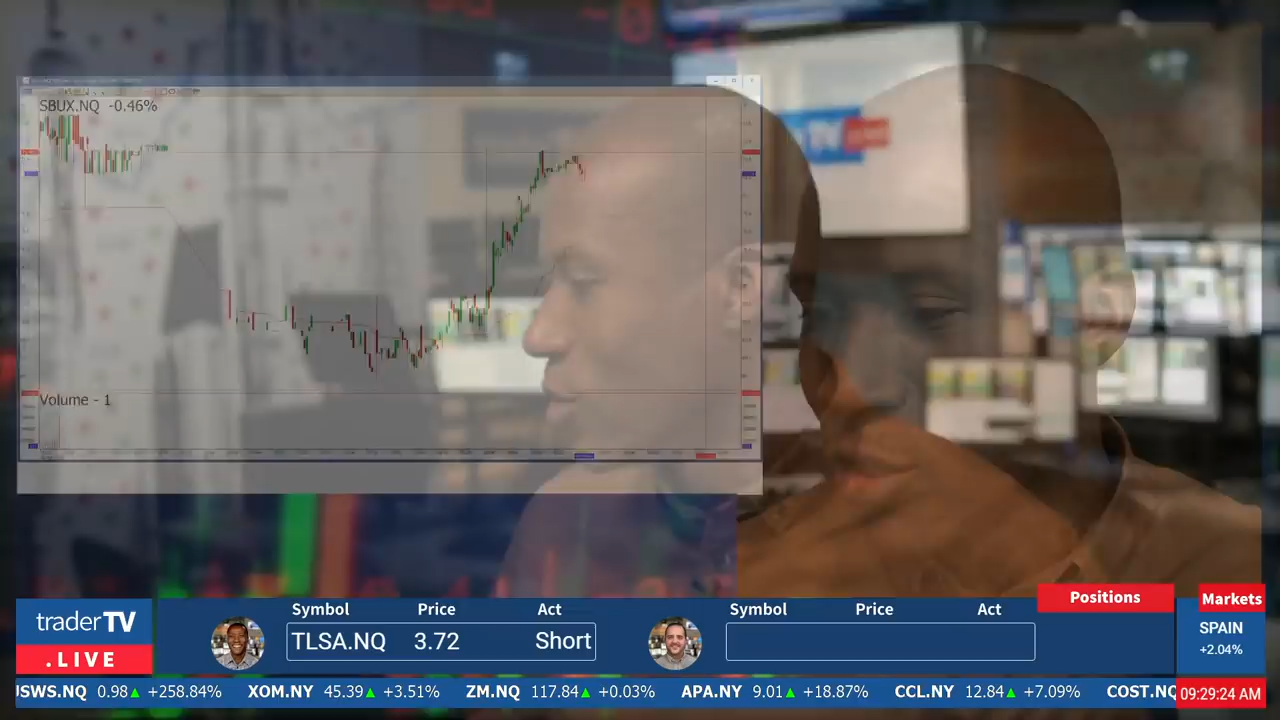 SBUX.NQ -0.46%
TV
Volume - 1
Positions
Markets
traderTV
.LIVE
Symbol Price Act
TLSA.NQ 3.72 Short
Symbol Price Act
SPAIN
+2.04%
JSWS.NQ 0.98▲ +258.84% XOM.NY 45.39▲ +3.51% ZM.NQ 117.84▲ +0.03% APA.NY 9.01▲ +18.87% CCL.NY 12.84▲ +7.09% COST.NQ
09:29:24 AM